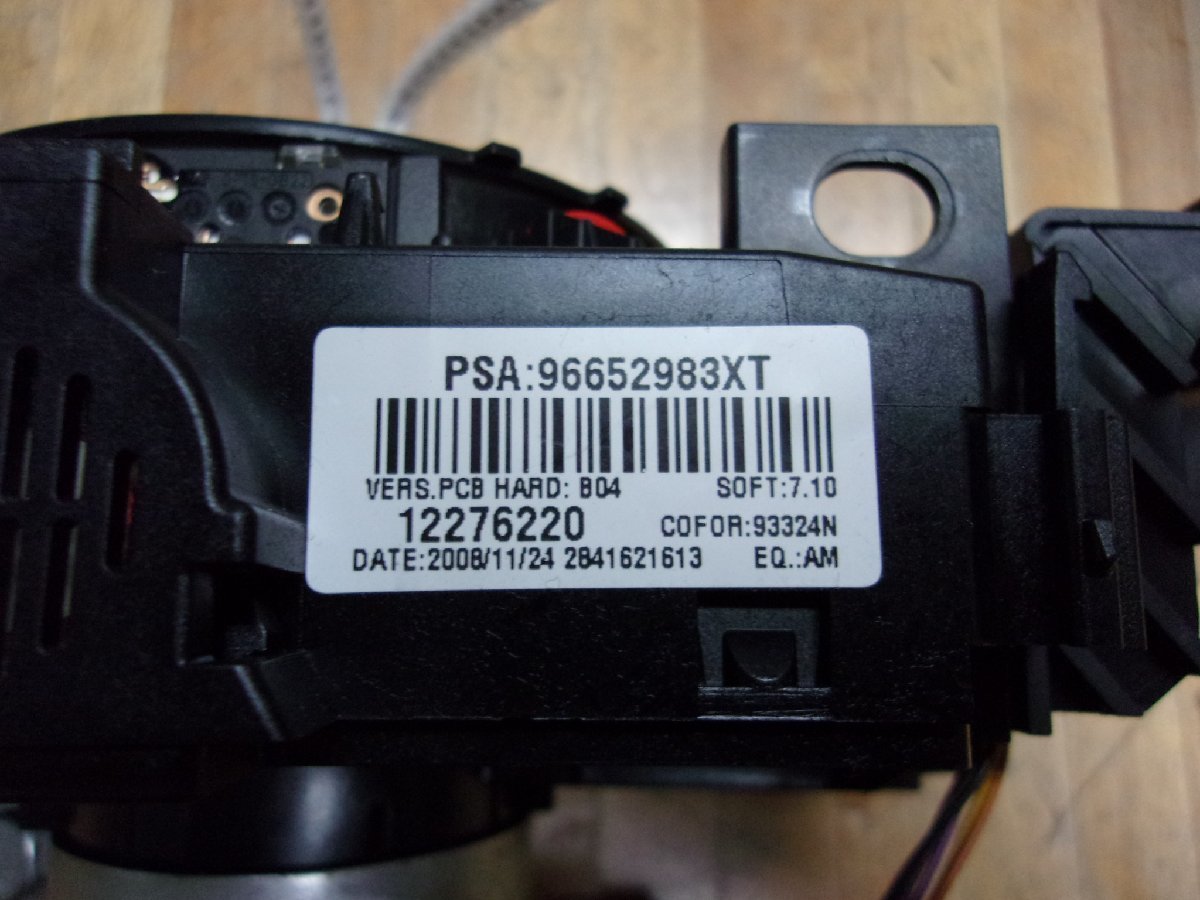 PSA:96652983XT
VERS.PCB HARD: B04 SOFT:7.10
12276220 COFOR:93324N
DATE:2008/11/24 2841621613 EQ.:AM